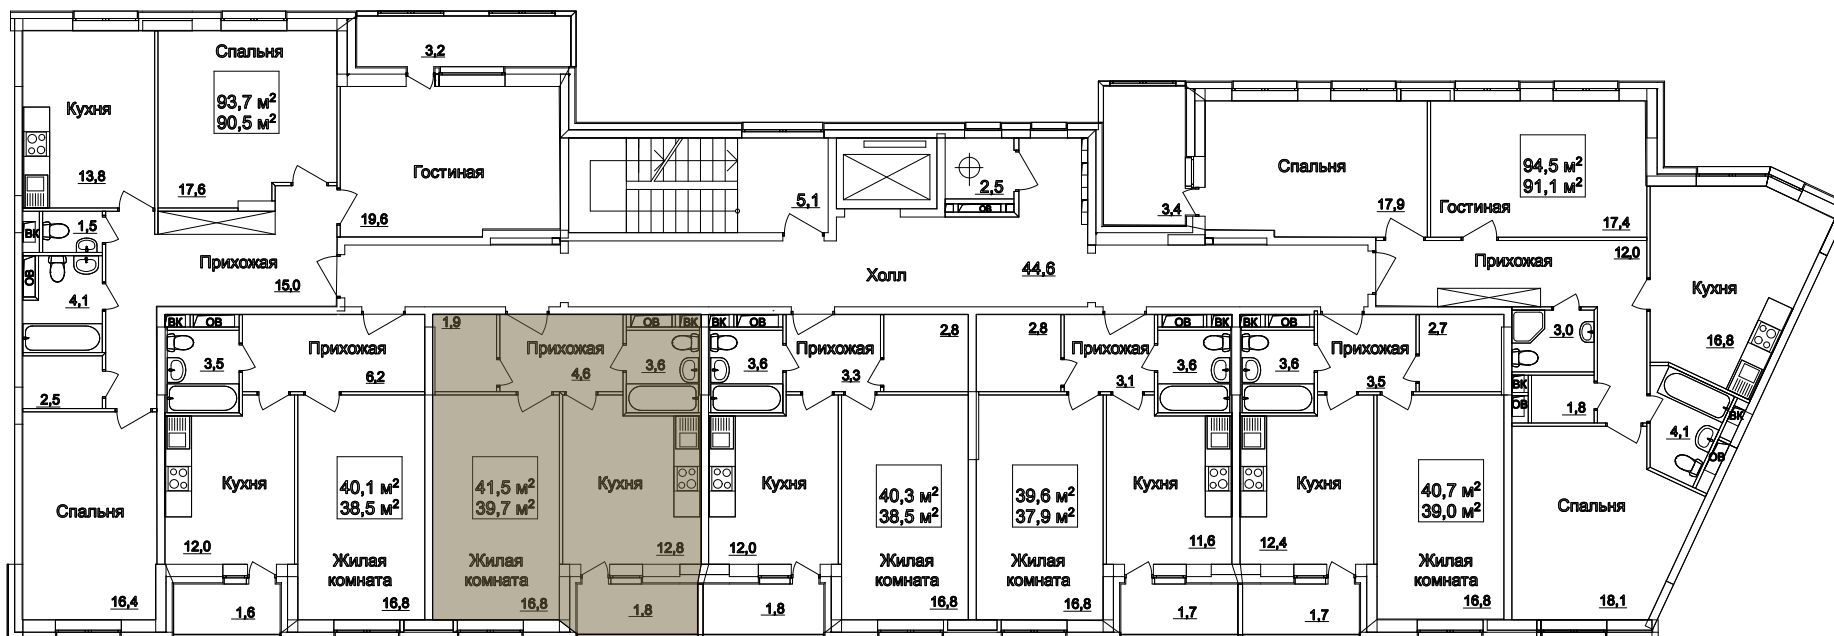 3,2
Спальня
93,7 м²
90,5 м²
Кухня
13,8
17,6
Гостиная
19,6
5,1
2,5
ОВ
3,4
Спальня
17,9
94,5 м²
91,1 м²
Гостиная
17,4
ВК
1,5
ОВ
4,1
Прихожая
15,0
Холл
44,6
Прихожая
12,0
Кухня
16,8
2,5
ВК
ОВ
3,5
Прихожая
6,2
1,9
Прихожая
4,6
ОВ
ВК
3,6
ВК
ОВ
3,6
Прихожая
3,3
2,8
2,8
Прихожая
3,1
ОВ
ВК
3,6
ВК
ОВ
3,6
Прихожая
3,5
2,7
3,0
ВК
ОВ
1,8
4,1
ВК
ОВ
Спальня
16,4
Кухня
12,0
40,1 м²
38,5 м²
Жилая
комната
16,8
41,5 м²
39,7 м²
Жилая
комната
16,8
Кухня
12,8
Кухня
12,0
40,3 м²
38,5 м²
Жилая
комната
16,8
39,6 м²
37,9 м²
Жилая
комната
16,8
Кухня
11,6
Кухня
12,4
40,7 м²
39,0 м²
Жилая
комната
16,8
Спальня
18,1
1,6
1,8
1,8
1,7
1,7